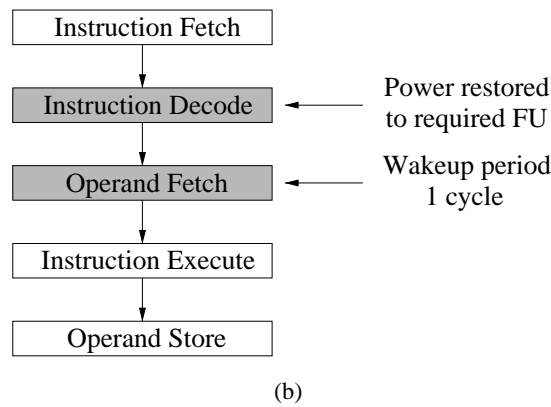 Instruction Fetch
Instruction Decode
Power restored
to required FU
Operand Fetch
Wakeup period
1 cycle
Instruction Execute
Operand Store
(b)